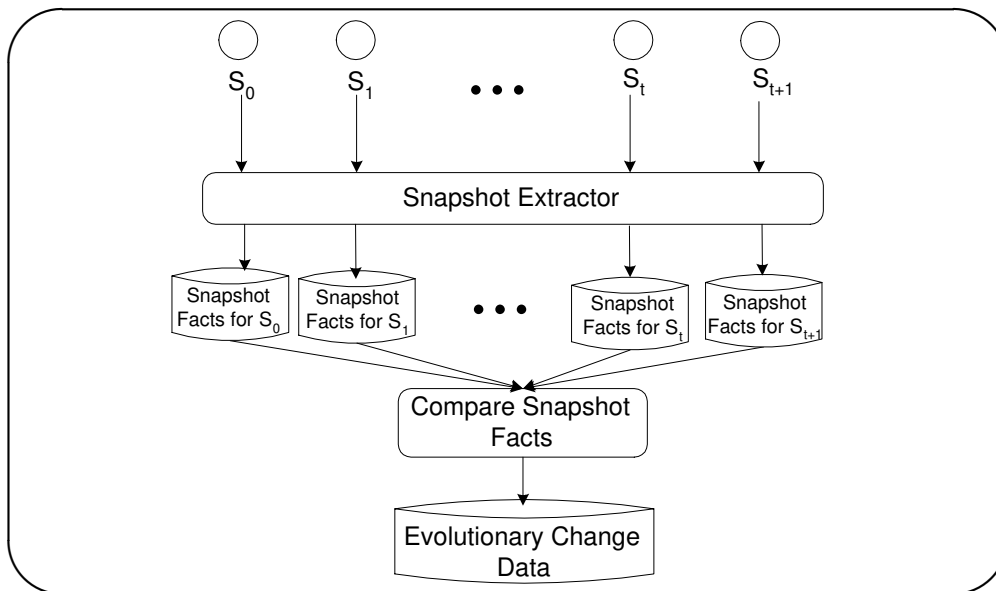 S0 S1 ... St St+1
Snapshot Extractor
Snapshot
Facts for S0
Snapshot
Facts for S1
...
Snapshot
Facts for St
Snapshot
Facts for St+1
Compare Snapshot
Facts
Evolutionary Change
Data